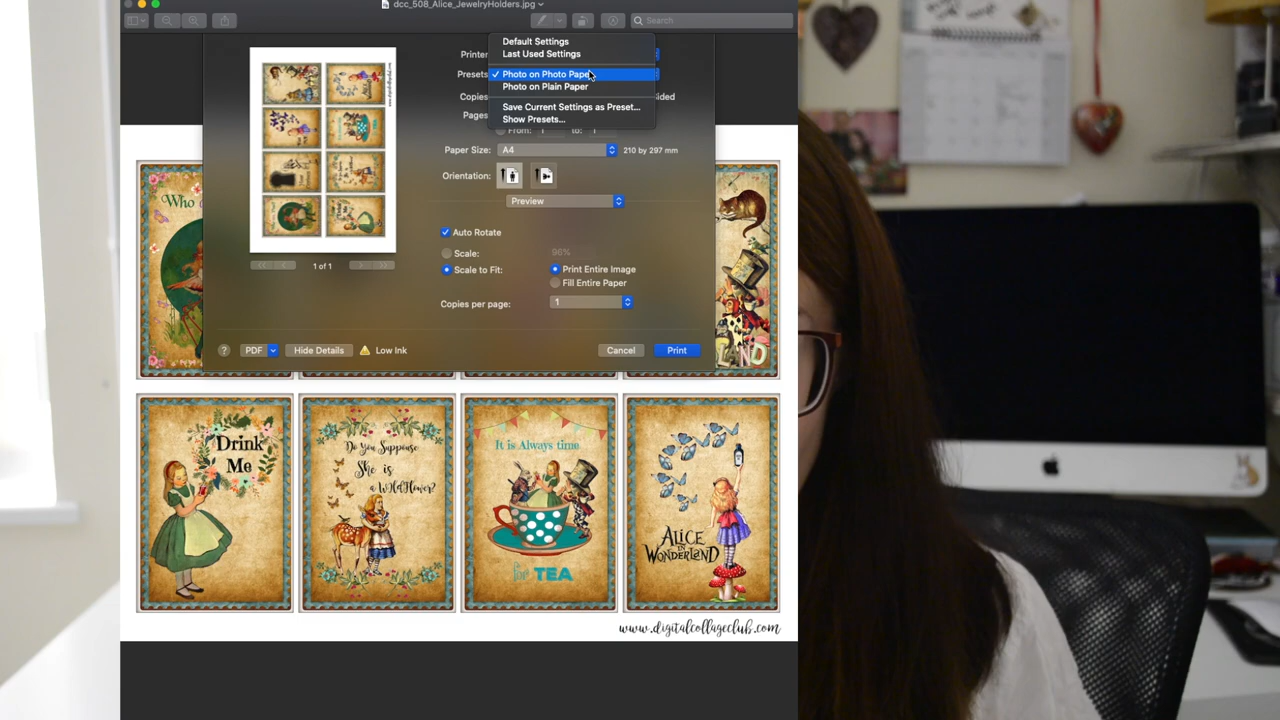 dcc_508_Alice_JewelryHolders.jpg
Search
Printer
Default Settings
Last Used Settings
Presets
Photo on Photo Paper
Photo on Plain Paper
Copies
Save Current Settings as Preset...
Pages
Show Presets...
From: 1 to: 1
Paper Size: A4 210 by 297 mm
Orientation:
Preview
Auto Rotate
Scale: 96%
Scale to Fit: Print Entire Image
Fill Entire Paper
1 of 1
Copies per page: 1
? PDF Hide Details Low Ink Cancel Print
Who
Drink
Me
Do You Suppouse
She is
a WildFlower?
It is Always time
for TEA
ALICE
IN
WONDERLAND
www.digitalcollageclub.com